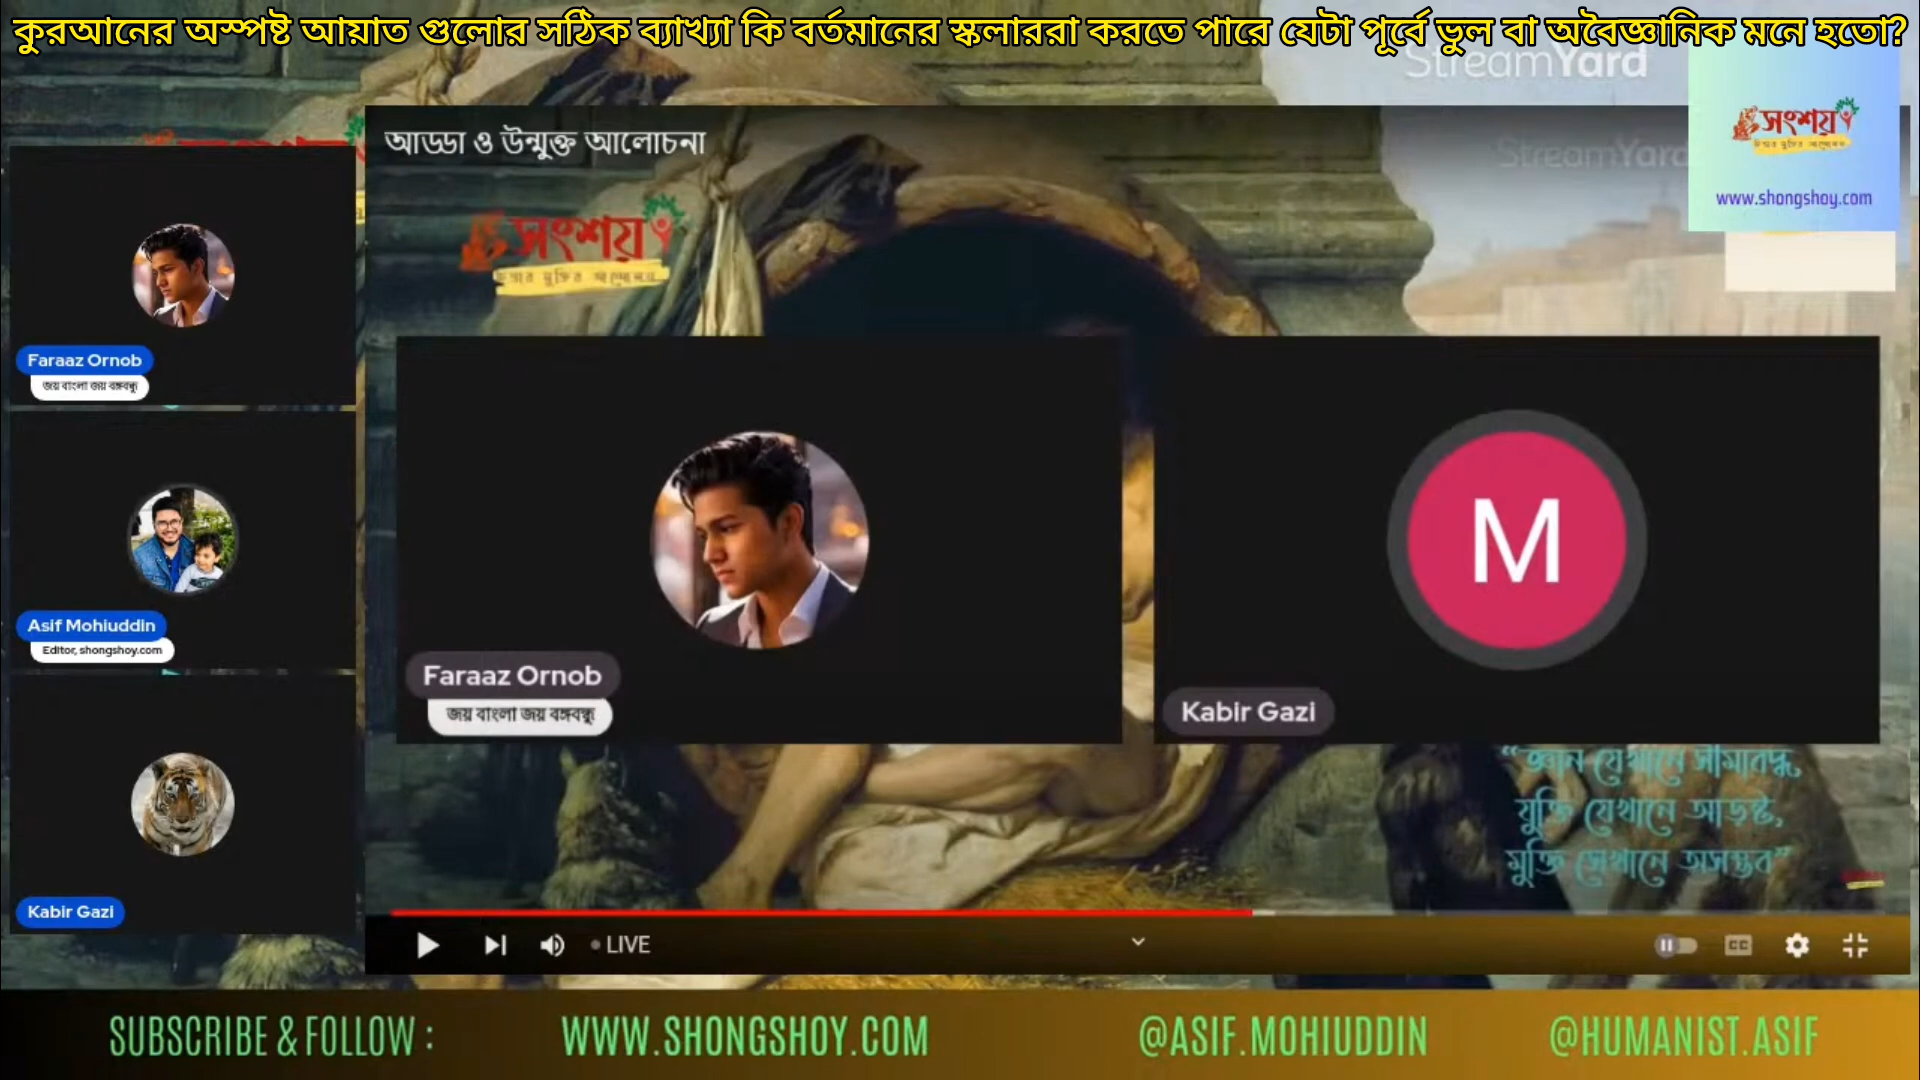 কুরআনের অস্পষ্ট আয়াত গুলোর সঠিক ব্যাখ্যা কি বর্তমানের স্কলাররা করতে পারে যেটা পূর্বে ভুল বা অবৈজ্ঞানিক মনে হতো?
StreamYard
আড্ডা ও উন্মুক্ত আলোচনা
StreamYard
সংশয়
www.shongshoy.com
সংশয়
Faraaz Ornob
জয় বাংলা জয় বঙ্গবন্ধু
Asif Mohiuddin
Editor, shongshoy.com
Kabir Gazi
Faraaz Ornob
জয় বাংলা জয় বঙ্গবন্ধু
M
Kabir Gazi
“জ্ঞান যেখানে সীমাবদ্ধ,
যুক্তি যেখানে আড়ষ্ট,
মুক্তি সেখানে অসম্ভব”
LIVE
CC
SUBSCRIBE & FOLLOW : WWW.SHONGSHOY.COM @ASIF.MOHIUDDIN @HUMANIST.ASIF